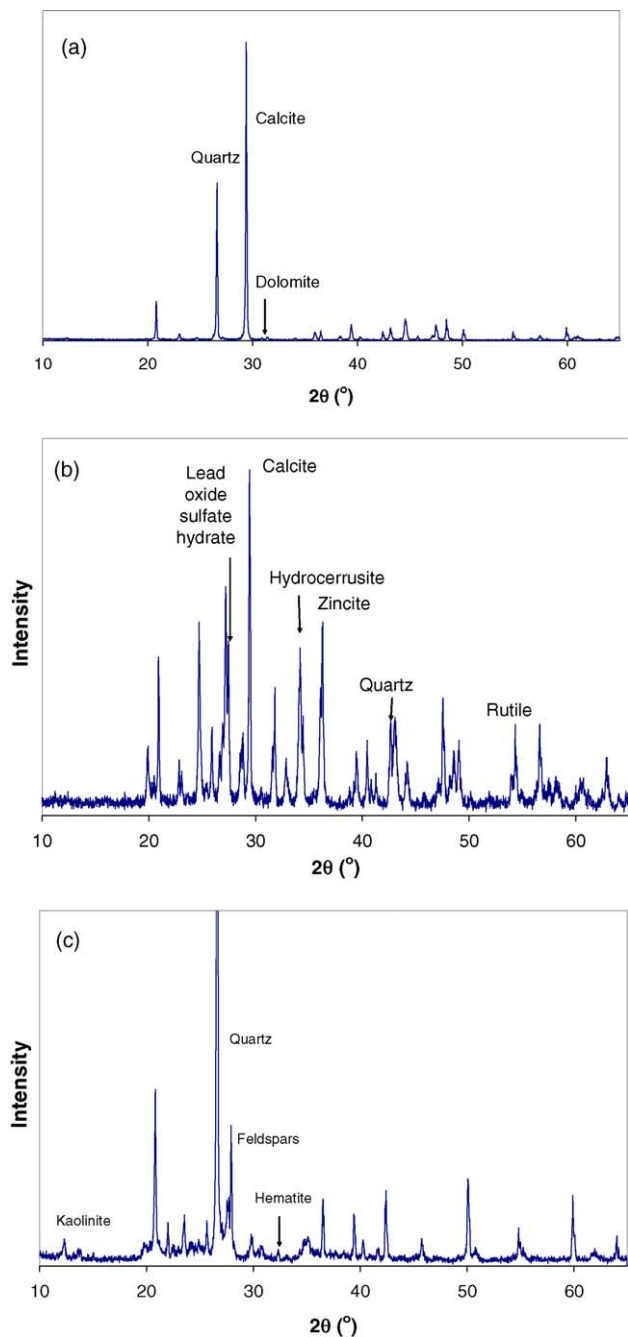 (a)
Calcite
Quartz
Dolomite
10 20 30 40 50 60
2θ (°)
(b)
Calcite
Lead
oxide
sulfate
hydrate
Hydrocerrusite
Zincite
Quartz
Rutile
Intensity
10 20 30 40 50 60
2θ (°)
(c)
Quartz
Feldspars
Hematite
Kaolinite
Intensity
10 20 30 40 50 60
2θ (°)